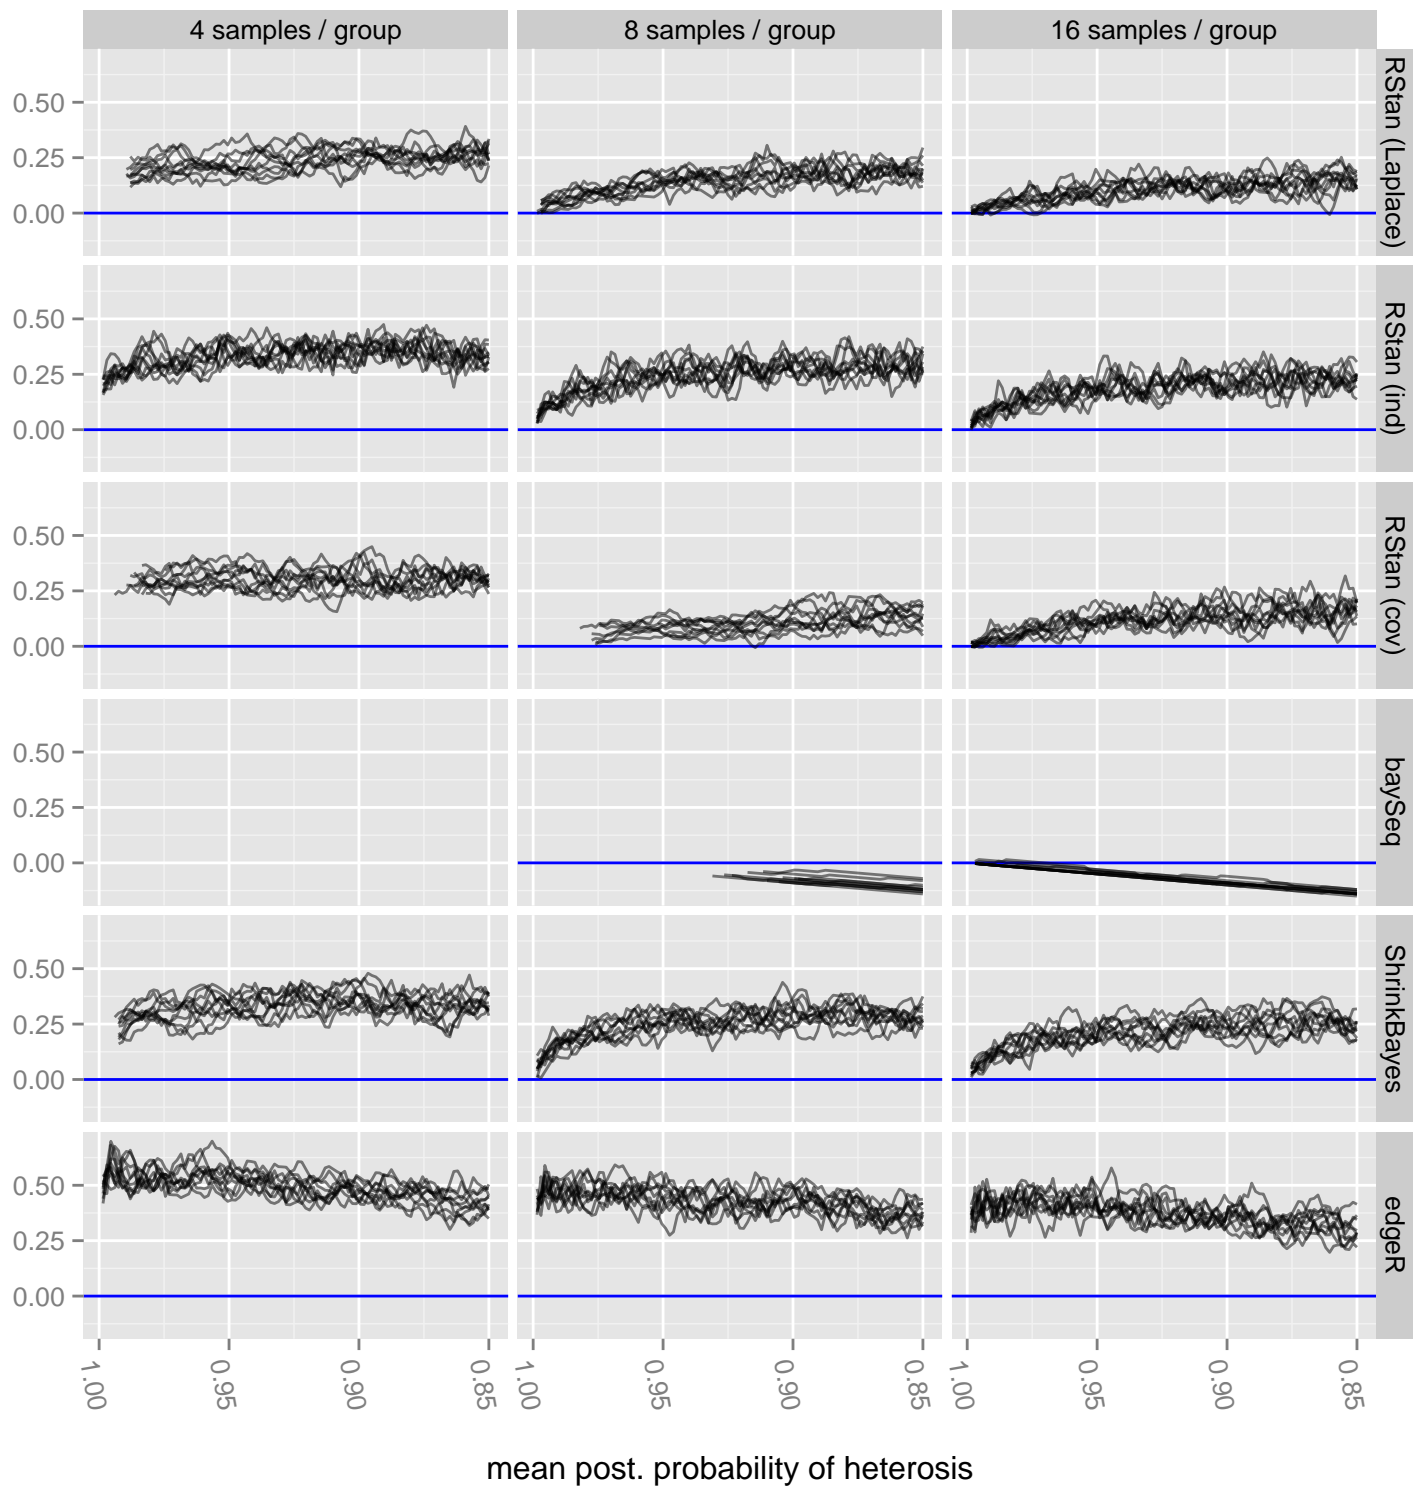 4 samples / group 8 samples / group 16 samples / group
0.50
0.25
0.00
RStan (Laplace)
0.50
0.25
0.00
RStan (ind)
0.50
0.25
0.00
RStan (cov)
0.50
0.25
0.00
baySeq
0.50
0.25
0.00
ShrinkBayes
0.50
0.25
0.00
edgeR
1.00 0.95 0.90 0.85 1.00 0.95 0.90 0.85 1.00 0.95 0.90 0.85
mean post. probability of heterosis